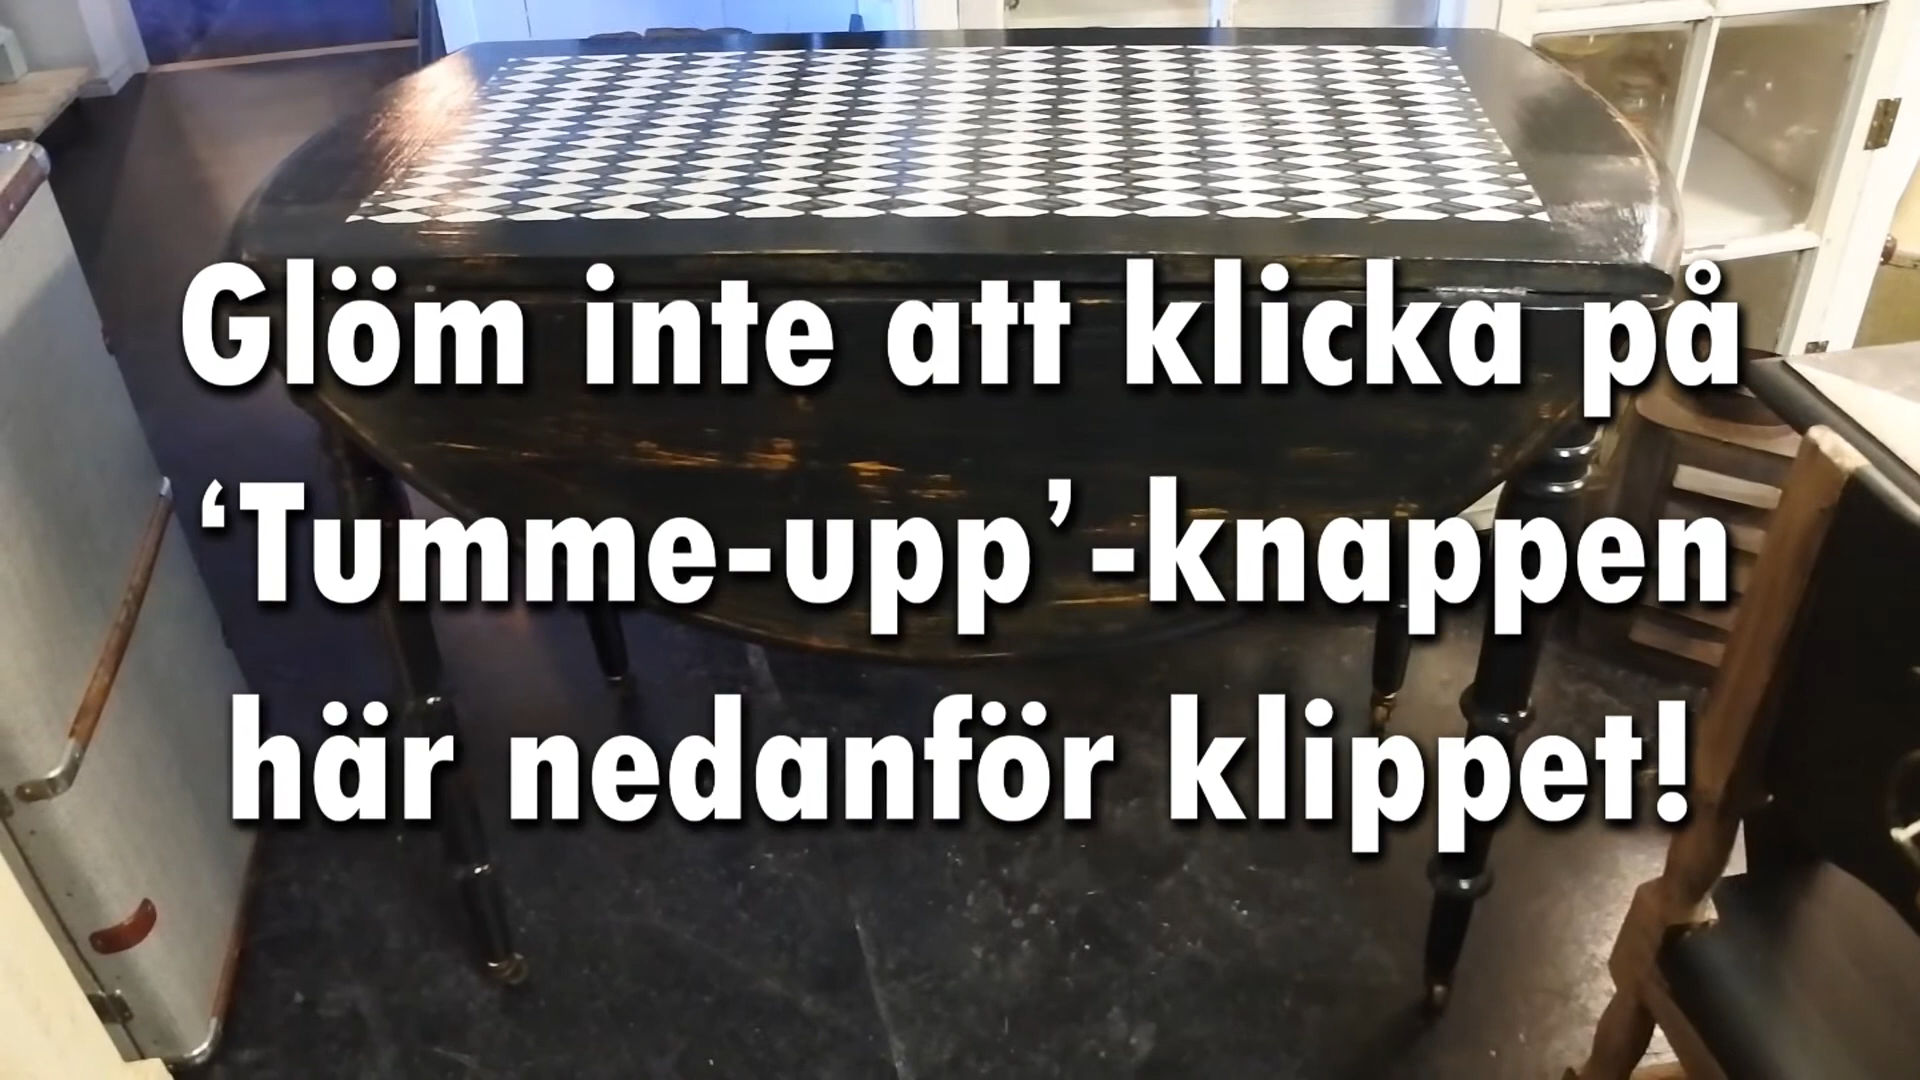 Glöm inte att klicka på
‘Tumme-upp’-knappen
här nedanför klippet!